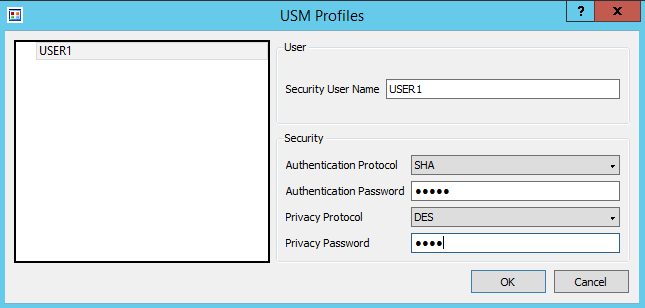 USM Profiles
? X
USER1
User
Security User Name USER1
Security
Authentication Protocol SHA
Authentication Password •••••
Privacy Protocol DES
Privacy Password ••••
OK Cancel